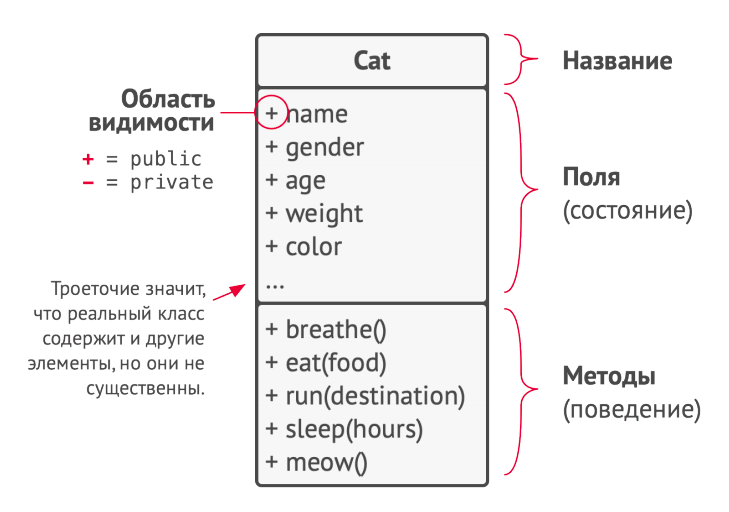 Cat
Название
Область
видимости
+ = public
− = private
+ name
+ gender
+ age
+ weight
+ color
...
Поля
(состояние)
Троеточие значит,
что реальный класс
содержит и другие
элементы, но они не
существенны.
+ breathe()
+ eat(food)
+ run(destination)
+ sleep(hours)
+ meow()
Методы
(поведение)